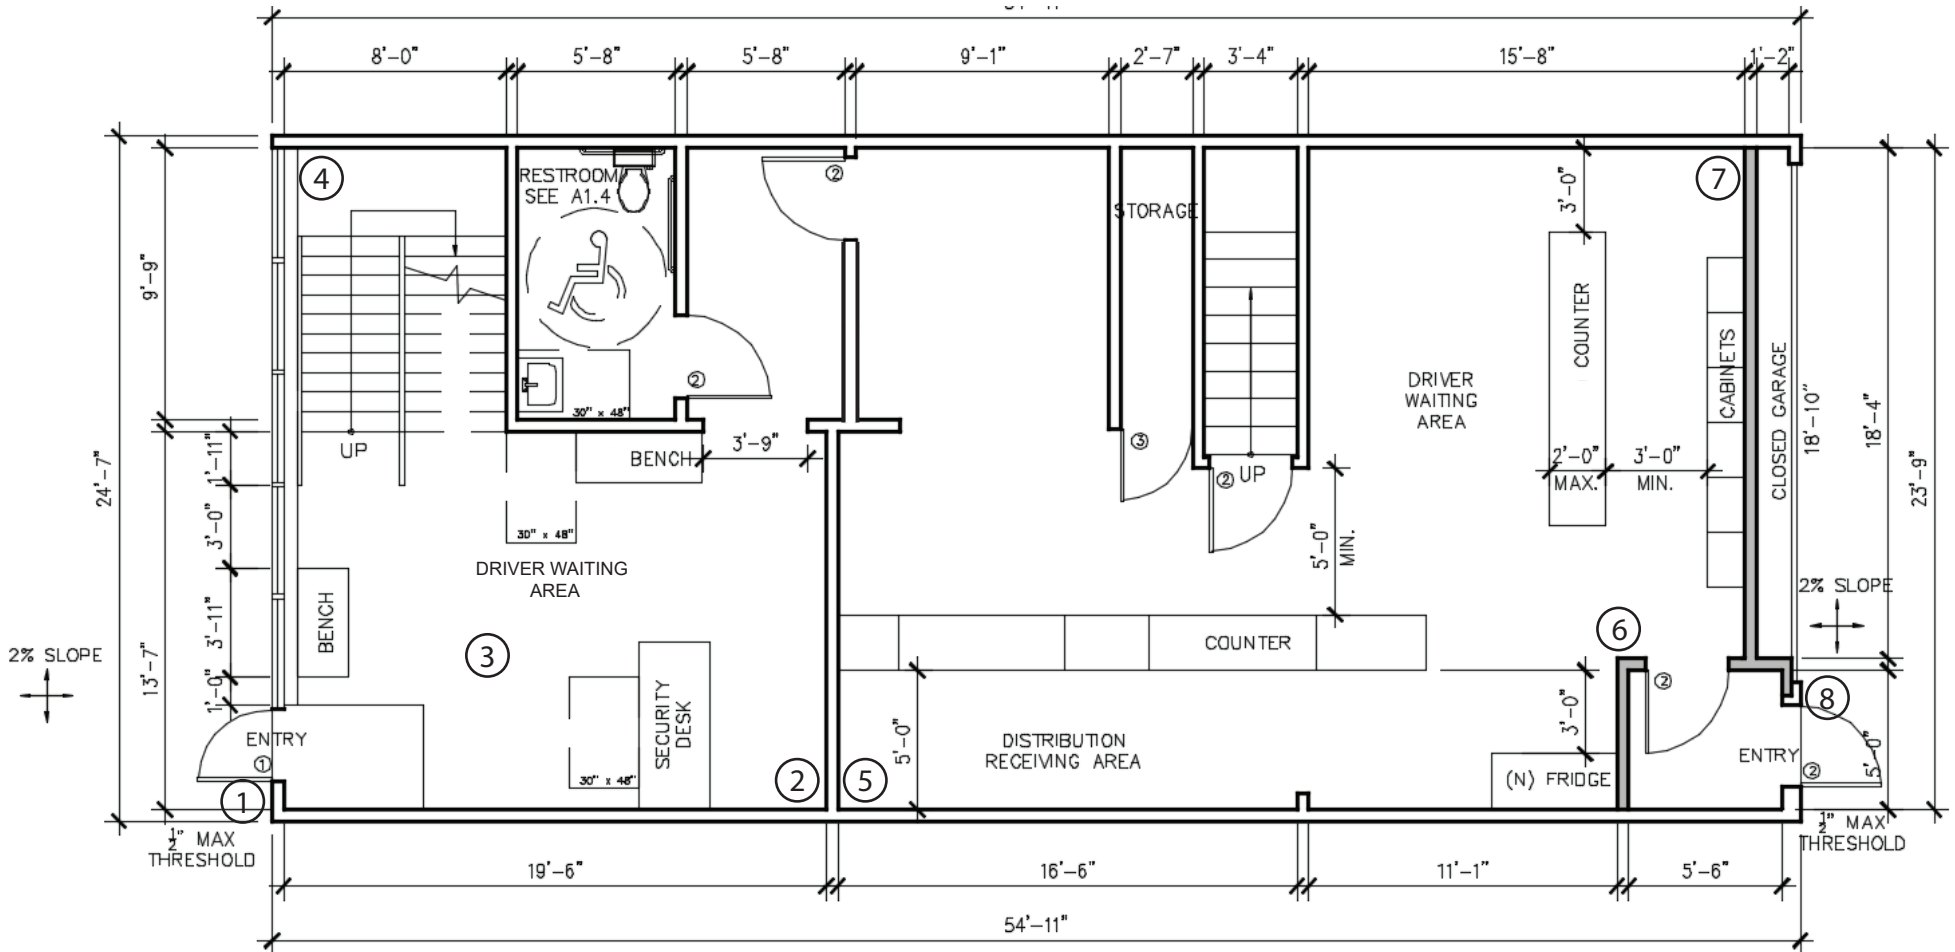 8'-0"
5'-8"
5'-8"
9'-1"
2'-7"
3'-4"
15'-8"
1'-2"
4
RESTROOM
SEE A1.4
2
STORAGE
7
3'-0"
9'-9"
24'-7"
COUNTER
CABINETS
CLOSED GARAGE
18'-10"
18'-4"
23'-9"
DRIVER
WAITING
AREA
2
30" x 48"
UP
BENCH
3'-9"
3
2
UP
2'-0"
MAX.
3'-0"
MIN.
1'-11"
3'-0"
30" x 48"
5'-0"
MIN.
DRIVER WAITING
AREA
3'-11"
BENCH
2% SLOPE
6
COUNTER
3
2% SLOPE
13'-7"
1'-0"
SECURITY
DESK
2
8
ENTRY
1
5'-0"
DISTRIBUTION
RECEIVING AREA
3'-0"
ENTRY
2
5'-0"
30" x 48"
2
5
(N) FRIDGE
1
½" MAX
THRESHOLD
½" MAX
THRESHOLD
19'-6"
16'-6"
11'-1"
5'-6"
54'-11"